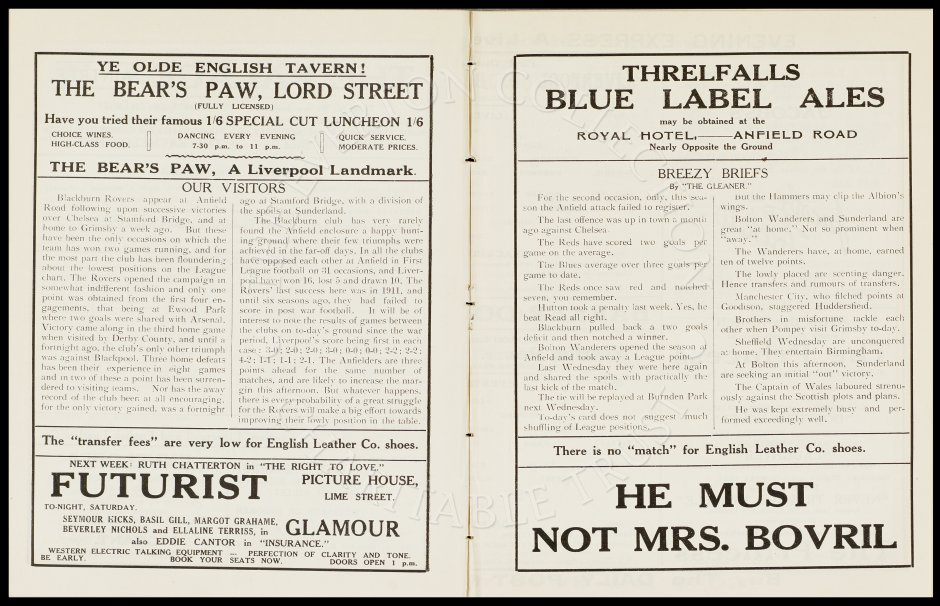 YE OLDE ENGLISH TAVERN!
THE BEAR'S PAW, LORD STREET
(FULLY LICENSED)
Have you tried their famous 1/6 SPECIAL CUT LUNCHEON 1/6
CHOICE WINES.
HIGH-CLASS FOOD.
DANCING EVERY EVENING
7-30 p.m. to 11 p.m.
QUICK SERVICE.
MODERATE PRICES.
THE BEAR'S PAW, A Liverpool Landmark.
OUR VISITORS
Blackburn Rovers appear at Anfield
Road following upon successive victories
over Chelsea at Stamford Bridge, and at
home to Grimsby a week ago. But these
have been the only occasions on which the
team has won two games running, and for
the most part the club has been floundering
about the lowest positions on the League
chart. The Rovers opened the campaign in
somewhat indifferent fashion and only one
point was obtained from the first four en-
gagements, that being at Ewood Park
where two goals were shared with Arsenal.
Victory came along in the third home game
when visited by Derby County, and until a
fortnight ago, the club's only other triumph
was against Blackpool. Three home defeats
has been their experience in eight games
and in two of these a point has been surren-
dered to visiting teams. Nor has the away
record of the club been at all encouraging,
for the only victory gained, was a fortnight
ago at Stamford Bridge, with a division of
the spoils at Sunderland.
The Blackburn club has very rarely
found the Anfield enclosure a happy hunt-
ing ground where their few triumphs were
achieved in the far-off days. In all the clubs
have opposed each other at Anfield in First
League football on 31 occasions, and Liver-
pool have won 16, lost 5 and drawn 10. The
Rovers' last success here was in 1911, and
until six seasons ago, they had failed to
score in post war football. It will be of
interest to note the results of games between
the clubs on to-day's ground since the war
period, Liverpool's score being first in each
case: 3-0; 2-0; 2-0; 3-0; 0-0; 0-0; 2-2; 2-2;
4-2; 1-1; 1-1; 2-1. The Anfielders are three
points ahead for the same number of
matches, and are likely to increase the mar-
gin this afternoon. But whatever happens,
there is every probability of a great struggle
for the Rovers will make a big effort towards
improving their lowly position in the table.
The "transfer fees" are very low for English Leather Co. shoes.
NEXT WEEK: RUTH CHATTERTON in "THE RIGHT TO LOVE."
FUTURIST PICTURE HOUSE,
LIME STREET.
TO-NIGHT, SATURDAY.
SEYMOUR HICKS, BASIL GILL, MARGOT GRAHAME,
BEVERLEY NICHOLS and ELLALINE TERRISS, in GLAMOUR
also EDDIE CANTOR in "INSURANCE."
WESTERN ELECTRIC TALKING EQUIPMENT ... PERFECTION OF CLARITY AND TONE.
BE EARLY. BOOK YOUR SEATS NOW. DOORS OPEN 1 p.m.
THRELFALLS
BLUE LABEL ALES
may be obtained at the
ROYAL HOTEL,——ANFIELD ROAD
Nearly Opposite the Ground
BREEZY BRIEFS
By "THE GLEANER."
For the second occasion, only, this sea-
son the Anfield attack failed to register.
The last offence was up in town a month
ago against Chelsea.
The Reds have scored two goals per
game on the average.
The Blues average over three goals per
game to date.
The Reds once saw red and notched
seven, you remember.
Hutton took a penalty last week. Yes, he
beat Read all right.
Blackburn pulled back a two goals
deficit and then notched a winner.
Bolton Wanderers opened the season at
Anfield and took away a League point.
Last Wednesday they were here again
and shared the spoils with practically the
last kick of the match.
The tie will be replayed at Burnden Park
next Wednesday.
To-day's card does not suggest much
shuffling of League positions.
But the Hammers may clip the Albion's
wings.
Bolton Wanderers and Sunderland are
great "at home." Not so prominent when
"away."
The Wanderers have, at home, earned
ten of twelve points.
The lowly placed are scenting danger.
Hence transfers and rumours of transfers.
Manchester City, who filched points at
Goodison, staggered Huddersfield.
Brothers in misfortune tackle each
other when Pompey visit Grimsby to-day.
Sheffield Wednesday are unconquered
at home. They entertain Birmingham.
At Bolton this afternoon, Sunderland
are seeking an initial "out" victory.
The Captain of Wales laboured strenu-
ously against the Scottish plots and plans.
He was kept extremely busy and per-
formed exceedingly well.
There is no "match" for English Leather Co. shoes.
HE MUST
NOT MRS. BOVRIL